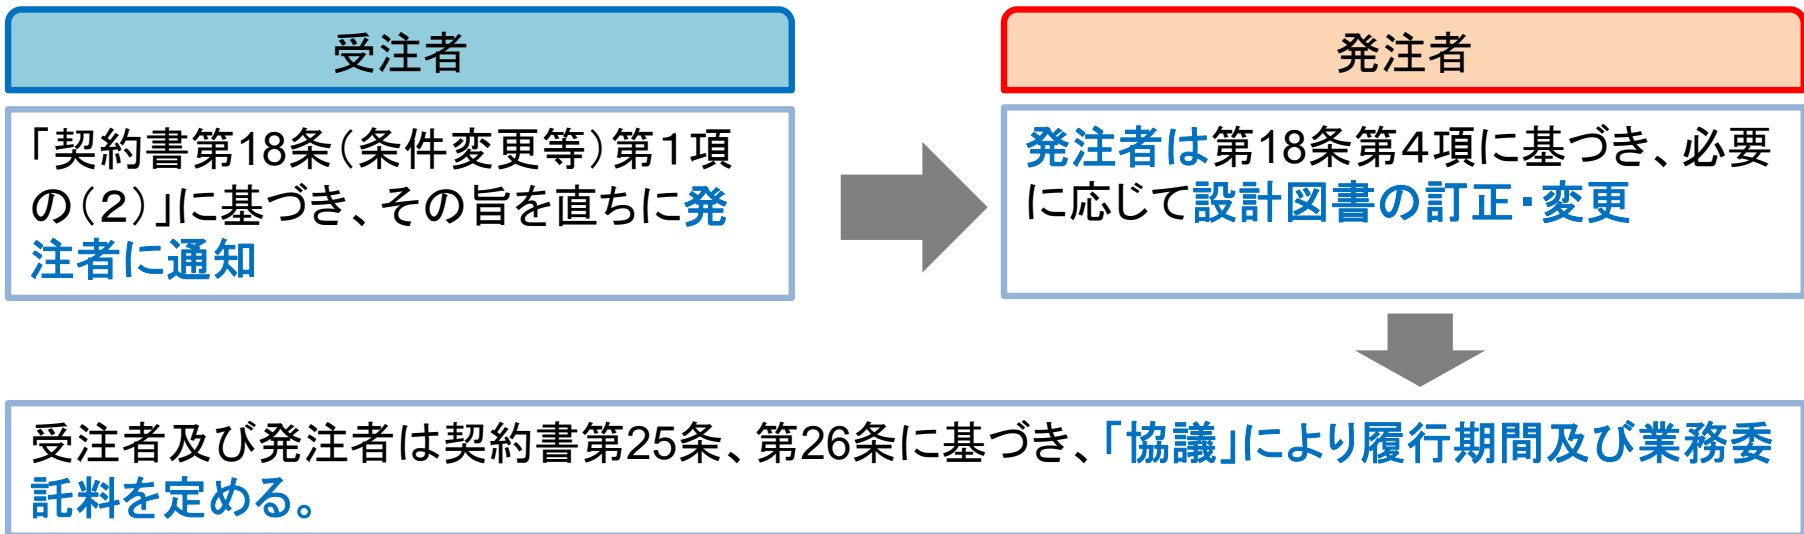 受注者
発注者
「契約書第18条（条件変更等）第１項
の（２）」に基づき、その旨を直ちに発
注者に通知
発注者は第18条第４項に基づき、必要
に応じて設計図書の訂正・変更
受注者及び発注者は契約書第25条、第26条に基づき、「協議」により履行期間及び業務委
託料を定める。